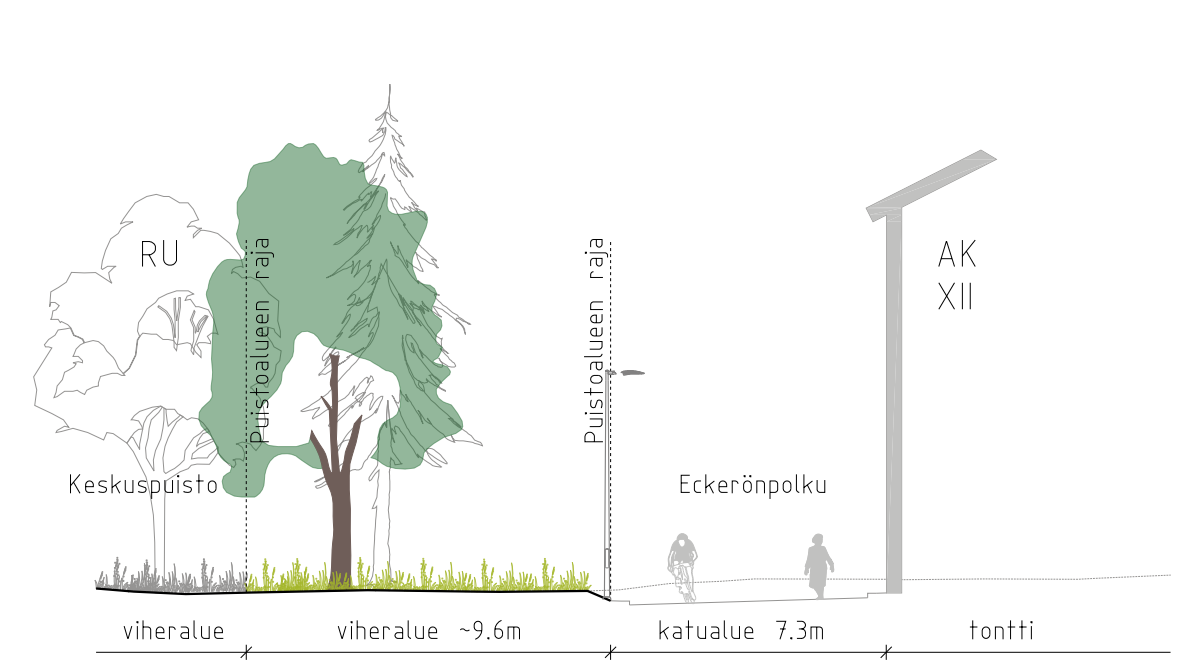 RU
Puistoalueen raja
Puistoalueen raja
AK
XII
Keskuspuisto
Eckerönpolku
viheralue
viheralue ~9.6m
katualue 7.3m
tontti